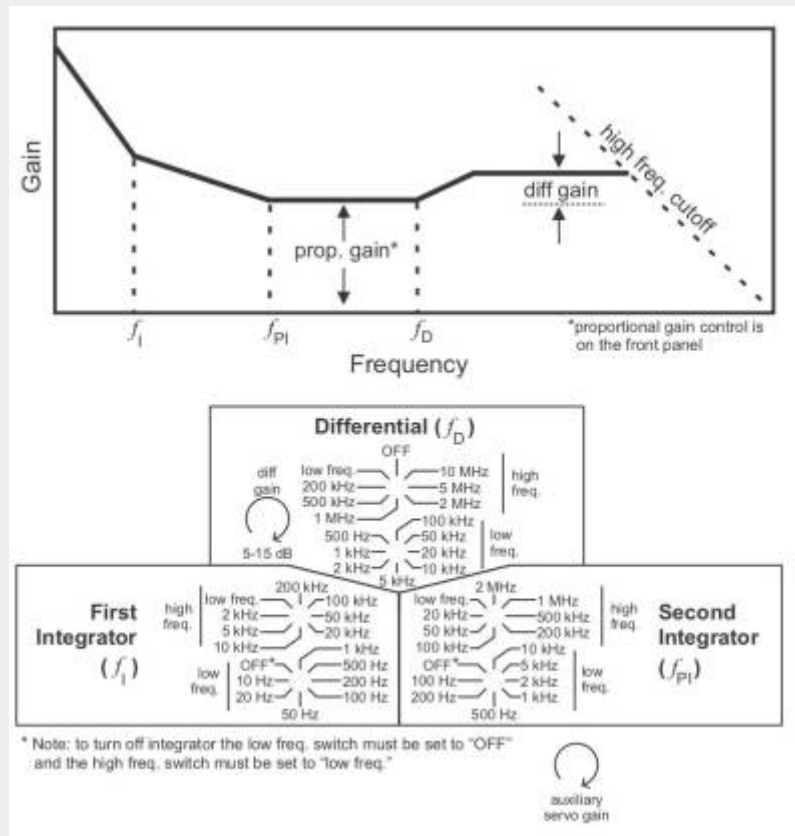 Gain
high freq. cutoff
diff gain
prop. gain*
f_I
f_PI
f_D
*proportional gain control is
on the front panel
Frequency
Differential (f_D)
OFF
diff
gain
5-15 dB
low freq.
200 kHz
500 kHz
1 MHz
10 MHz
5 MHz
2 MHz
high
freq.
500 Hz
1 kHz
2 kHz
5 kHz
100 kHz
50 kHz
20 kHz
10 kHz
low
freq.
First
Integrator
(f_I)
high
freq.
low freq.
2 kHz
5 kHz
10 kHz
200 kHz
100 kHz
50 kHz
20 kHz
low
freq.
OFF*
10 Hz
20 Hz
50 Hz
1 kHz
500 Hz
200 Hz
100 Hz
Second
Integrator
(f_PI)
low freq.
20 kHz
50 kHz
100 kHz
2 MHz
1 MHz
500 kHz
200 kHz
high
freq.
OFF*
100 Hz
200 Hz
500 Hz
10 kHz
5 kHz
2 kHz
1 kHz
low
freq.
* Note: to turn off integrator the low freq. switch must be set to "OFF"
and the high freq. switch must be set to "low freq."
auxiliary
servo gain